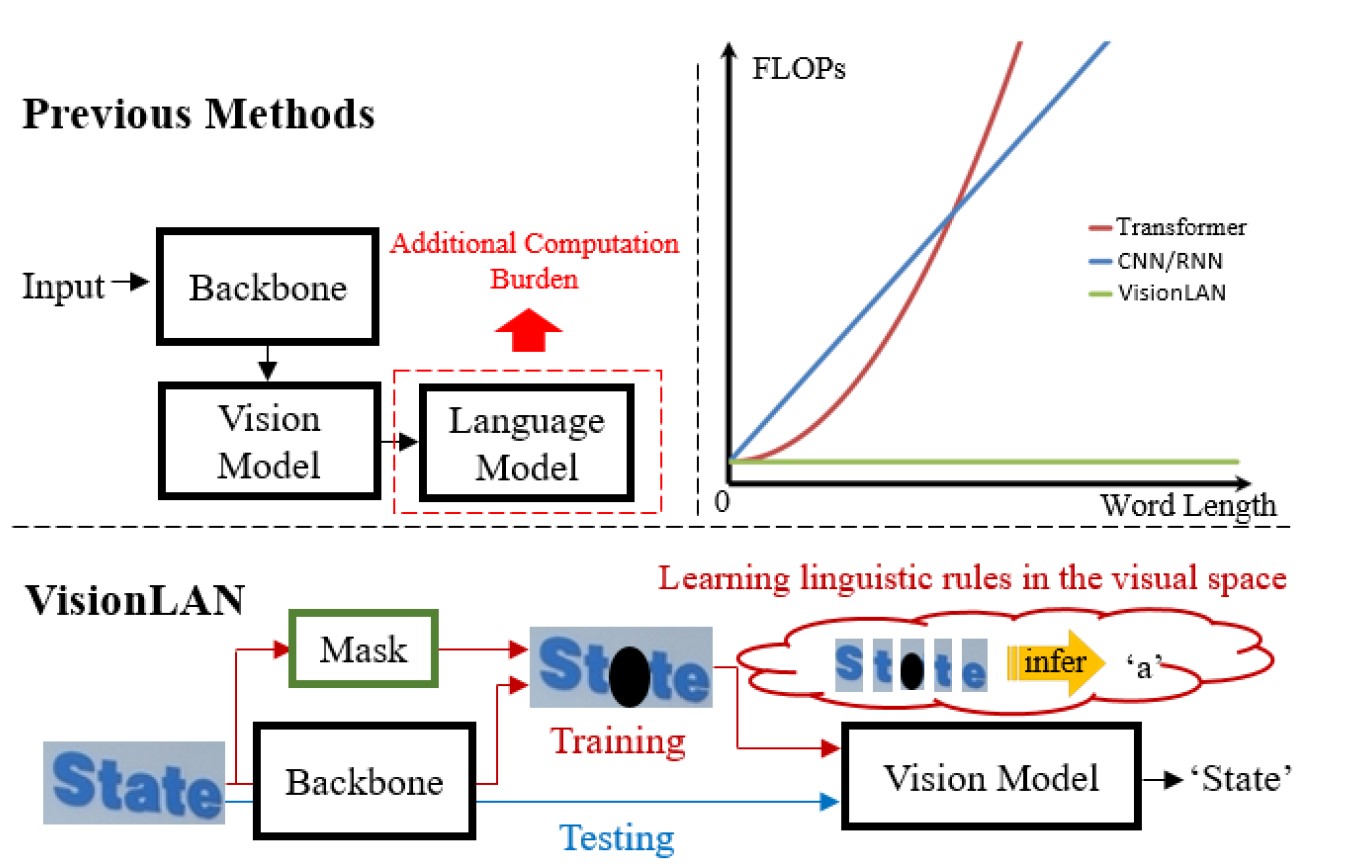 Previous Methods
Input
Backbone
Additional Computation
Burden
Vision
Model
Language
Model
FLOPs
Transformer
CNN/RNN
VisionLAN
0
Word Length
VisionLAN
Learning linguistic rules in the visual space
Mask
St te
S t t e
infer
‘a’
Training
State
Backbone
Vision Model
‘State’
Testing